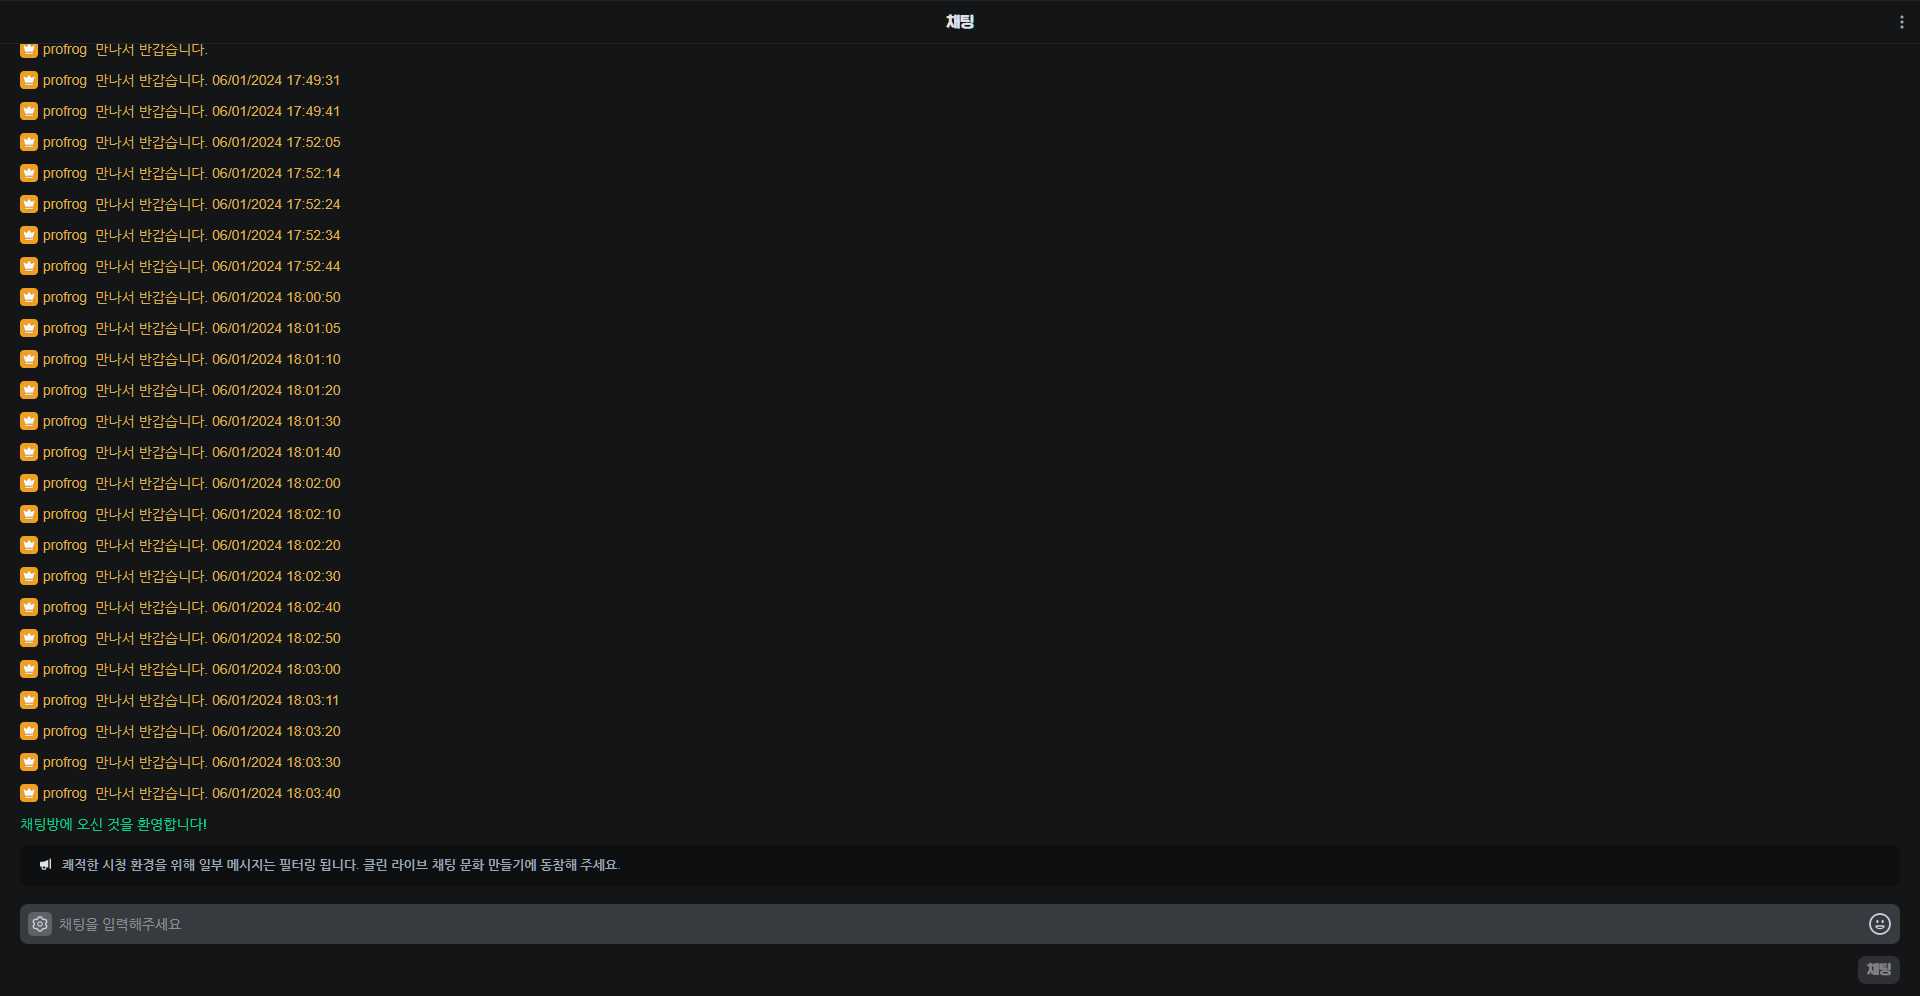 채팅
profrog 만나서 반갑습니다.
profrog 만나서 반갑습니다. 06/01/2024 17:49:31
profrog 만나서 반갑습니다. 06/01/2024 17:49:41
profrog 만나서 반갑습니다. 06/01/2024 17:52:05
profrog 만나서 반갑습니다. 06/01/2024 17:52:14
profrog 만나서 반갑습니다. 06/01/2024 17:52:24
profrog 만나서 반갑습니다. 06/01/2024 17:52:34
profrog 만나서 반갑습니다. 06/01/2024 17:52:44
profrog 만나서 반갑습니다. 06/01/2024 18:00:50
profrog 만나서 반갑습니다. 06/01/2024 18:01:05
profrog 만나서 반갑습니다. 06/01/2024 18:01:10
profrog 만나서 반갑습니다. 06/01/2024 18:01:20
profrog 만나서 반갑습니다. 06/01/2024 18:01:30
profrog 만나서 반갑습니다. 06/01/2024 18:01:40
profrog 만나서 반갑습니다. 06/01/2024 18:02:00
profrog 만나서 반갑습니다. 06/01/2024 18:02:10
profrog 만나서 반갑습니다. 06/01/2024 18:02:20
profrog 만나서 반갑습니다. 06/01/2024 18:02:30
profrog 만나서 반갑습니다. 06/01/2024 18:02:40
profrog 만나서 반갑습니다. 06/01/2024 18:02:50
profrog 만나서 반갑습니다. 06/01/2024 18:03:00
profrog 만나서 반갑습니다. 06/01/2024 18:03:11
profrog 만나서 반갑습니다. 06/01/2024 18:03:20
profrog 만나서 반갑습니다. 06/01/2024 18:03:30
profrog 만나서 반갑습니다. 06/01/2024 18:03:40
채팅방에 오신 것을 환영합니다!
쾌적한 시청 환경을 위해 일부 메시지는 필터링 됩니다. 클린 라이브 채팅 문화 만들기에 동참해 주세요.
채팅을 입력해주세요
채팅